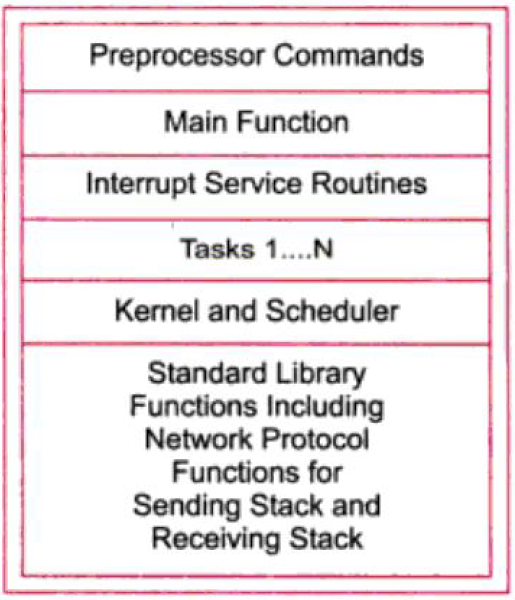 Preprocessor Commands
Main Function
Interrupt Service Routines
Tasks 1....N
Kernel and Scheduler
Standard Library
Functions Including
Network Protocol
Functions for
Sending Stack and
Receiving Stack